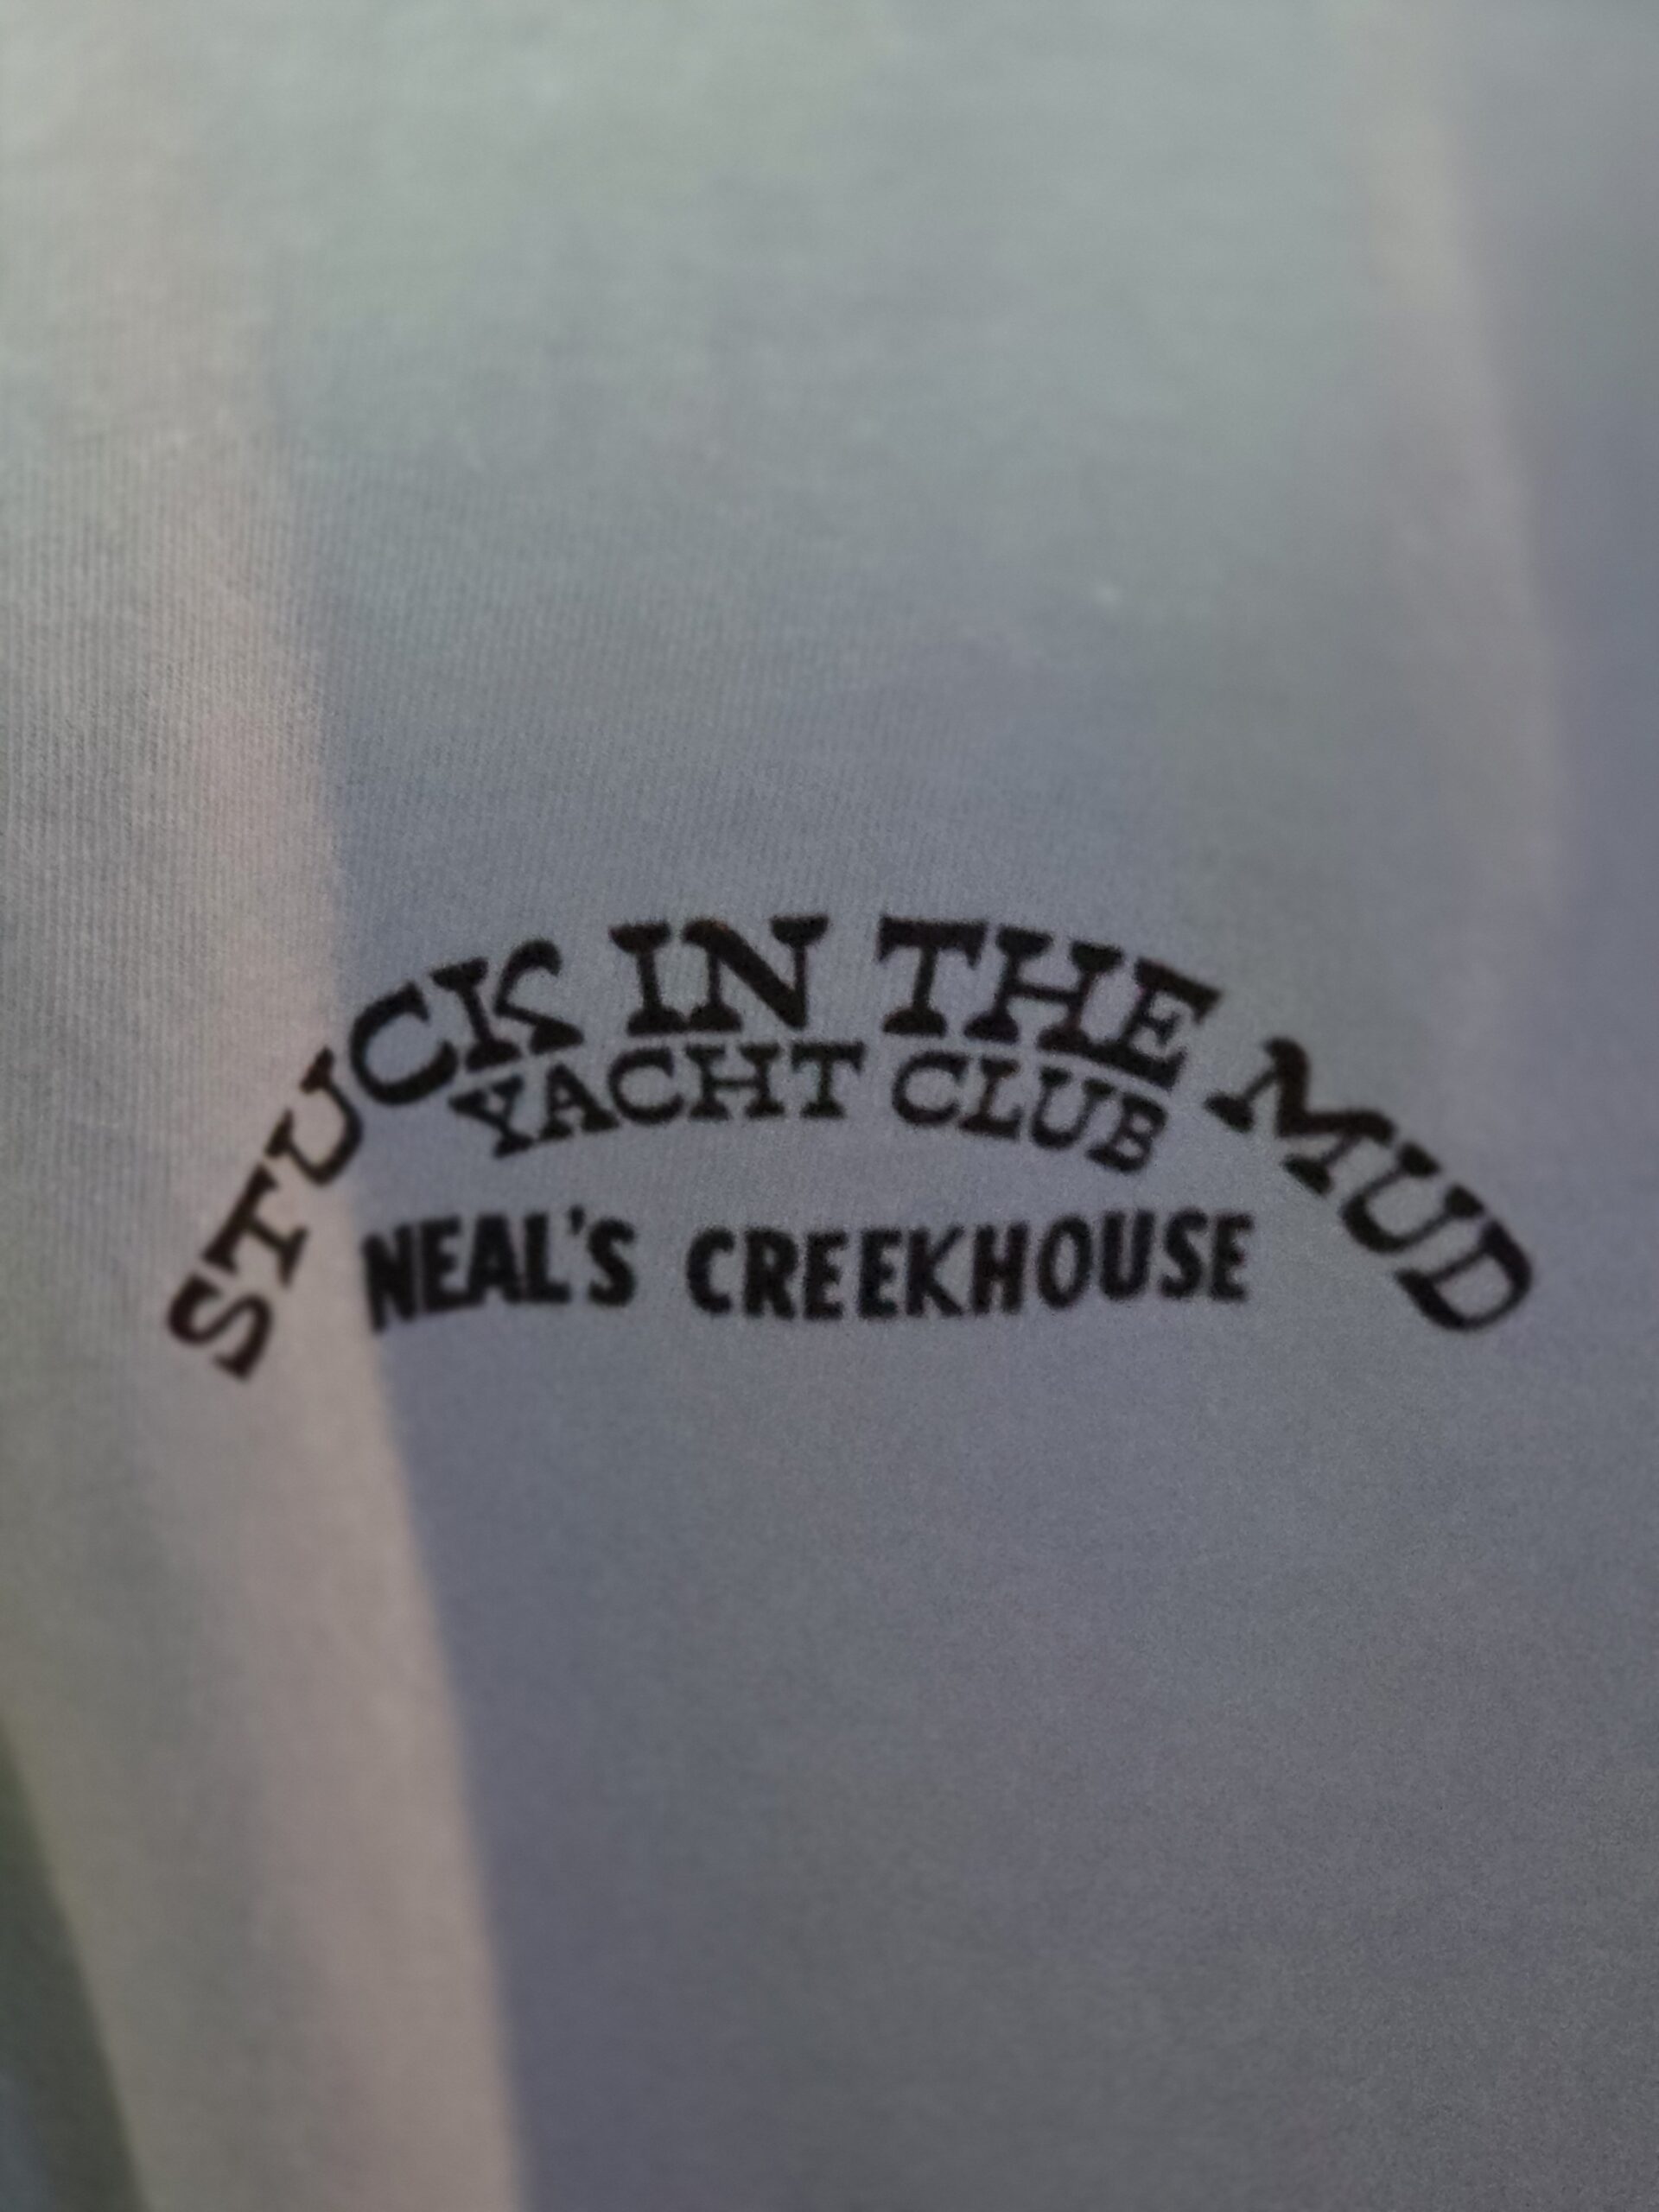 STUCK IN THE MUD
YACHT CLUB
NEAL'S CREEKHOUSE